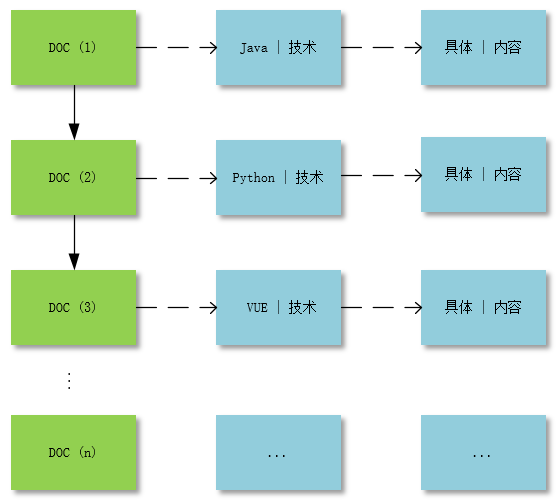 DOC (1)
Java | 技术
具体 | 内容
DOC (2)
Python | 技术
具体 | 内容
DOC (3)
VUE | 技术
具体 | 内容
...
DOC (n)
...
...